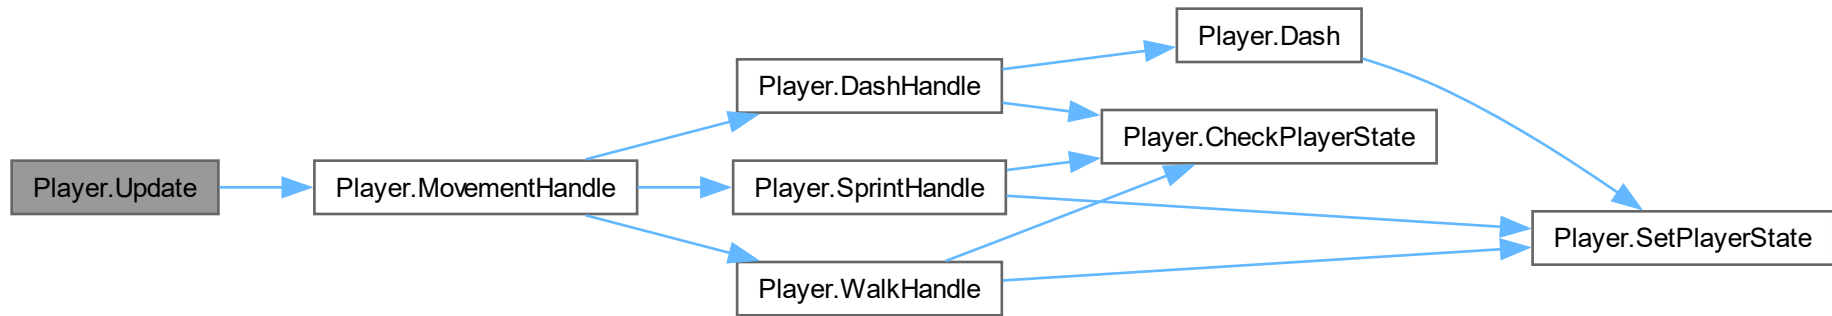 Player.Update
Player.MovementHandle
Player.DashHandle
Player.SprintHandle
Player.WalkHandle
Player.Dash
Player.CheckPlayerState
Player.SetPlayerState